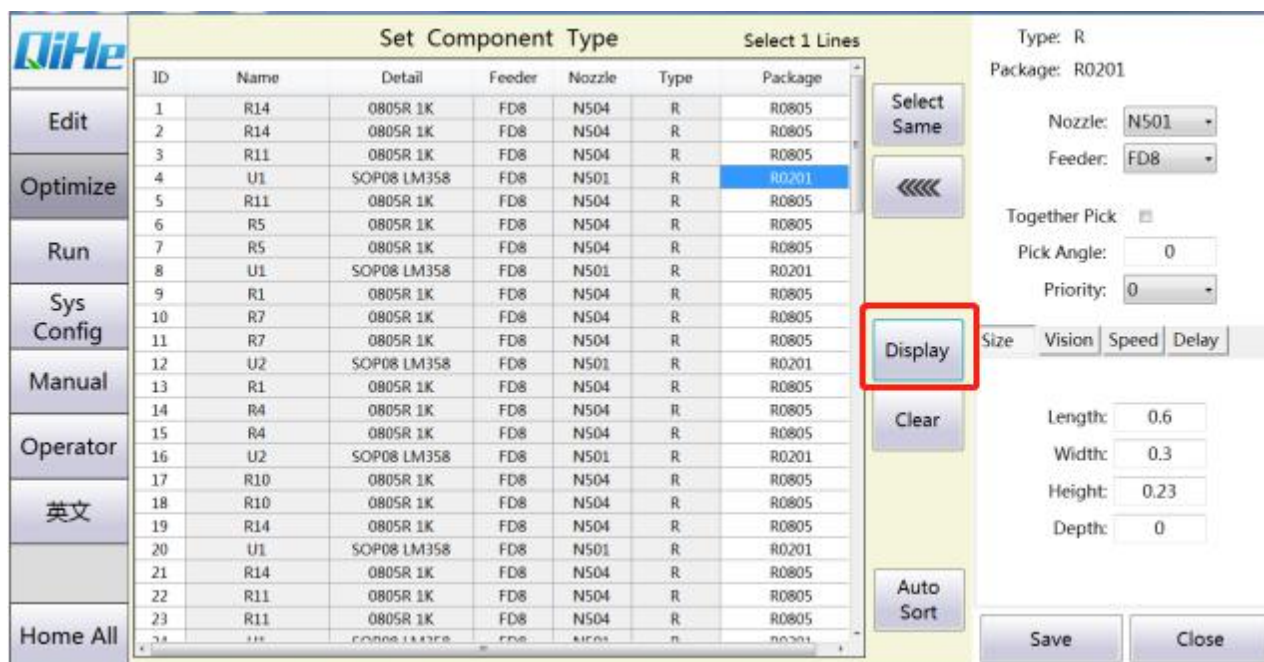 QiHe
Edit
Optimize
Run
Sys
Config
Manual
Operator
英文
Home All
Set Component Type Select 1 Lines
ID Name Detail Feeder Nozzle Type Package
1 R14 0805R 1K FD8 N504 R R0805
2 R14 0805R 1K FD8 N504 R R0805
3 R11 0805R 1K FD8 N504 R R0805
4 U1 SOP08 LM358 FD8 N501 R R0201
5 R11 0805R 1K FD8 N504 R R0805
6 R5 0805R 1K FD8 N504 R R0805
7 R5 0805R 1K FD8 N504 R R0805
8 U1 SOP08 LM358 FD8 N501 R R0201
9 R1 0805R 1K FD8 N504 R R0805
10 R7 0805R 1K FD8 N504 R R0805
11 R7 0805R 1K FD8 N504 R R0805
12 U2 SOP08 LM358 FD8 N501 R R0201
13 R1 0805R 1K FD8 N504 R R0805
14 R4 0805R 1K FD8 N504 R R0805
15 R4 0805R 1K FD8 N504 R R0805
16 U2 SOP08 LM358 FD8 N501 R R0201
17 R10 0805R 1K FD8 N504 R R0805
18 R10 0805R 1K FD8 N504 R R0805
19 R14 0805R 1K FD8 N504 R R0805
20 U1 SOP08 LM358 FD8 N501 R R0201
21 R14 0805R 1K FD8 N504 R R0805
22 R11 0805R 1K FD8 N504 R R0805
23 R11 0805R 1K FD8 N504 R R0805
Select
Same
Display
Clear
Auto
Sort
Type: R
Package: R0201
Nozzle: N501
Feeder: FD8
Together Pick
Pick Angle: 0
Priority: 0
Size Vision Speed Delay
Length: 0.6
Width: 0.3
Height: 0.23
Depth: 0
Save Close